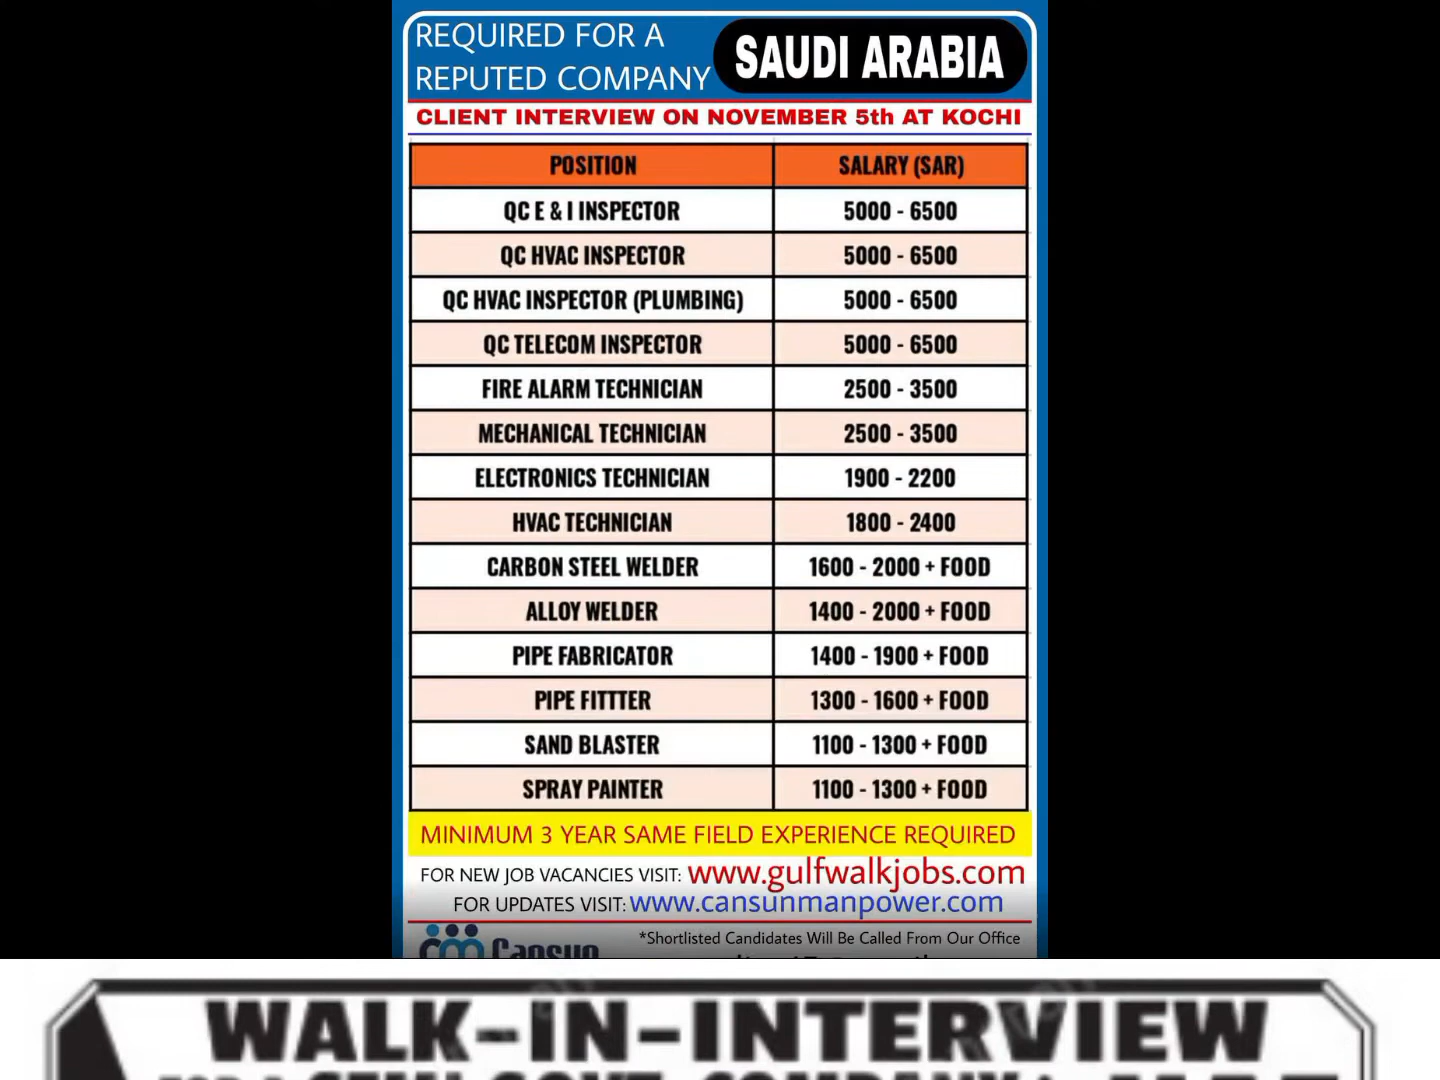 REQUIRED FOR A
REPUTED COMPANY
SAUDI ARABIA
CLIENT INTERVIEW ON NOVEMBER 5th AT KOCHI
POSITION SALARY (SAR)
QC E & I INSPECTOR 5000 - 6500
QC HVAC INSPECTOR 5000 - 6500
QC HVAC INSPECTOR (PLUMBING) 5000 - 6500
QC TELECOM INSPECTOR 5000 - 6500
FIRE ALARM TECHNICIAN 2500 - 3500
MECHANICAL TECHNICIAN 2500 - 3500
ELECTRONICS TECHNICIAN 1900 - 2200
HVAC TECHNICIAN 1800 - 2400
CARBON STEEL WELDER 1600 - 2000 + FOOD
ALLOY WELDER 1400 - 2000 + FOOD
PIPE FABRICATOR 1400 - 1900 + FOOD
PIPE FITTTER 1300 - 1600 + FOOD
SAND BLASTER 1100 - 1300 + FOOD
SPRAY PAINTER 1100 - 1300 + FOOD
MINIMUM 3 YEAR SAME FIELD EXPERIENCE REQUIRED
FOR NEW JOB VACANCIES VISIT: www.gulfwalkjobs.com
FOR UPDATES VISIT: www.cansunmanpower.com
*Shortlisted Candidates Will Be Called From Our Office
Cansun
WALK-IN-INTERVIEW